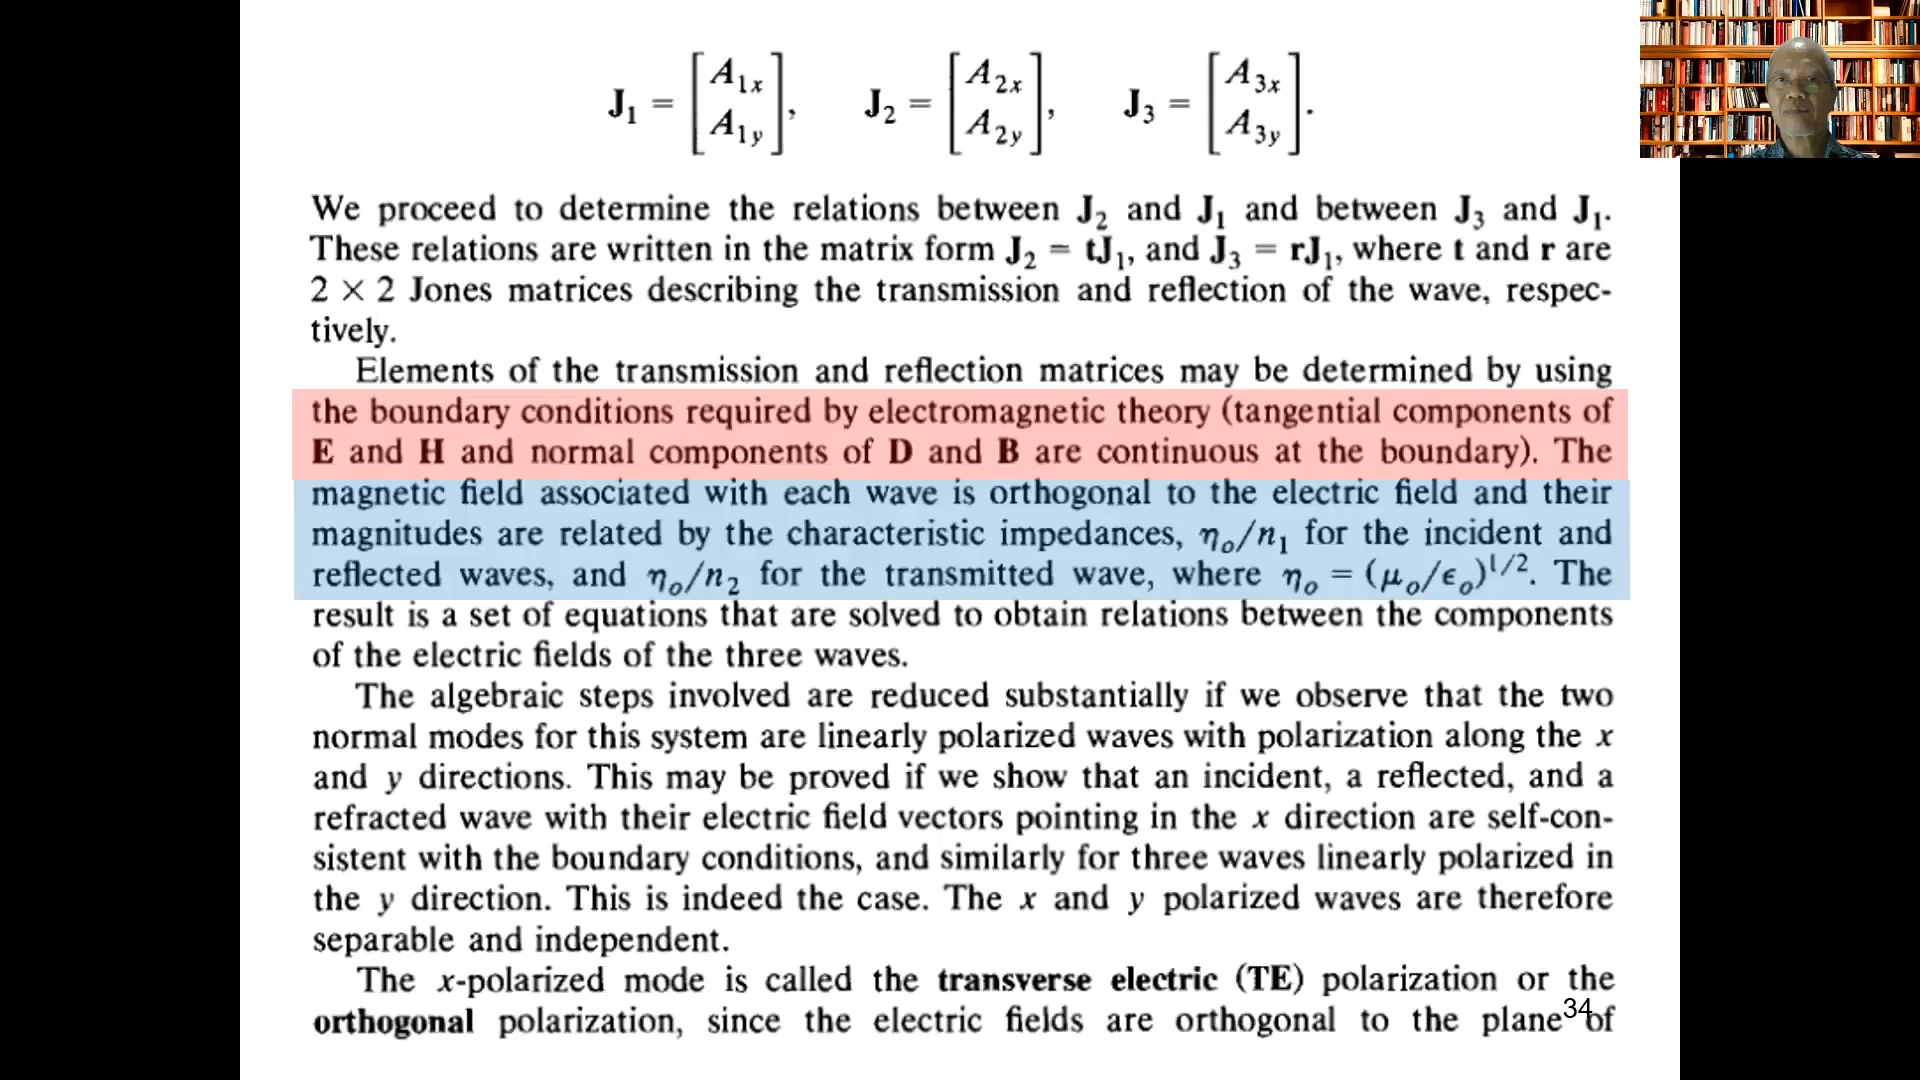 J₁ = [A₁ₓ A₁y], J₂ = [A₂ₓ A₂y], J₃ = [A₃ₓ A₃y].
We proceed to determine the relations between J₂ and J₁ and between J₃ and J₁.
These relations are written in the matrix form J₂ = tJ₁, and J₃ = rJ₁, where t and r are
2 × 2 Jones matrices describing the transmission and reflection of the wave, respec-
tively.
Elements of the transmission and reflection matrices may be determined by using
the boundary conditions required by electromagnetic theory (tangential components of
E and H and normal components of D and B are continuous at the boundary). The
magnetic field associated with each wave is orthogonal to the electric field and their
magnitudes are related by the characteristic impedances, ηₒ/n₁ for the incident and
reflected waves, and ηₒ/n₂ for the transmitted wave, where ηₒ = (μₒ/ϵₒ)^1/2. The
result is a set of equations that are solved to obtain relations between the components
of the electric fields of the three waves.
The algebraic steps involved are reduced substantially if we observe that the two
normal modes for this system are linearly polarized waves with polarization along the x
and y directions. This may be proved if we show that an incident, a reflected, and a
refracted wave with their electric field vectors pointing in the x direction are self-con-
sistent with the boundary conditions, and similarly for three waves linearly polarized in
the y direction. This is indeed the case. The x and y polarized waves are therefore
separable and independent.
The x-polarized mode is called the transverse electric (TE) polarization or the
orthogonal polarization, since the electric fields are orthogonal to the plane of
34